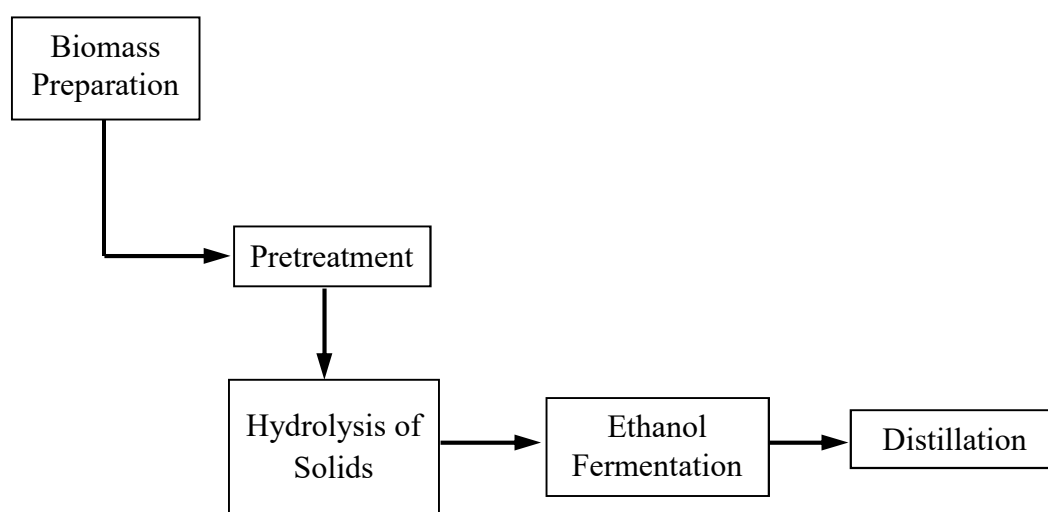 Biomass
Preparation
Pretreatment
Hydrolysis of
Solids
Ethanol
Fermentation
Distillation